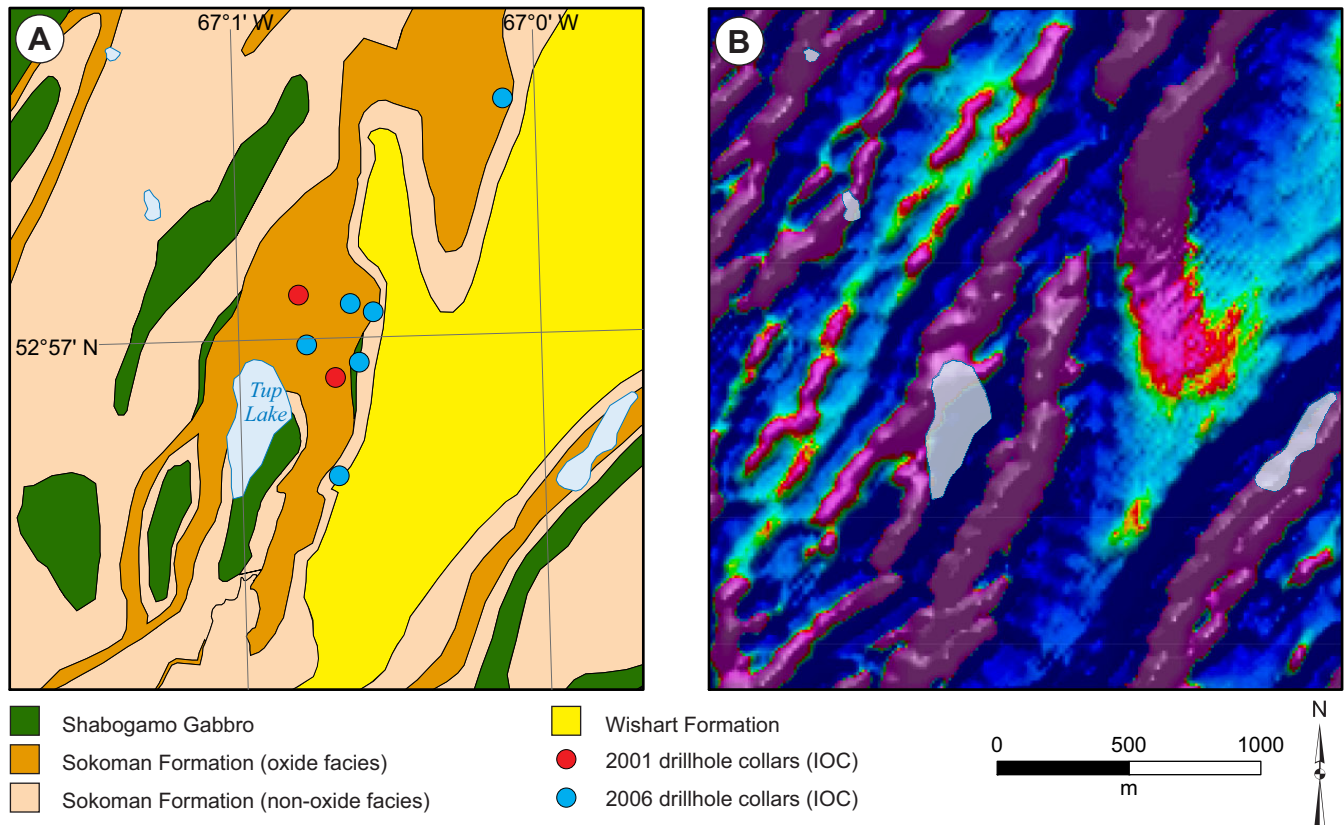 A
67°1' W
67°0' W
B
52°57' N
Tup
Lake
Shabogamo Gabbro
Sokoman Formation (oxide facies)
Sokoman Formation (non-oxide facies)
Wishart Formation
2001 drillhole collars (IOC)
2006 drillhole collars (IOC)
0 500 1000
m
N